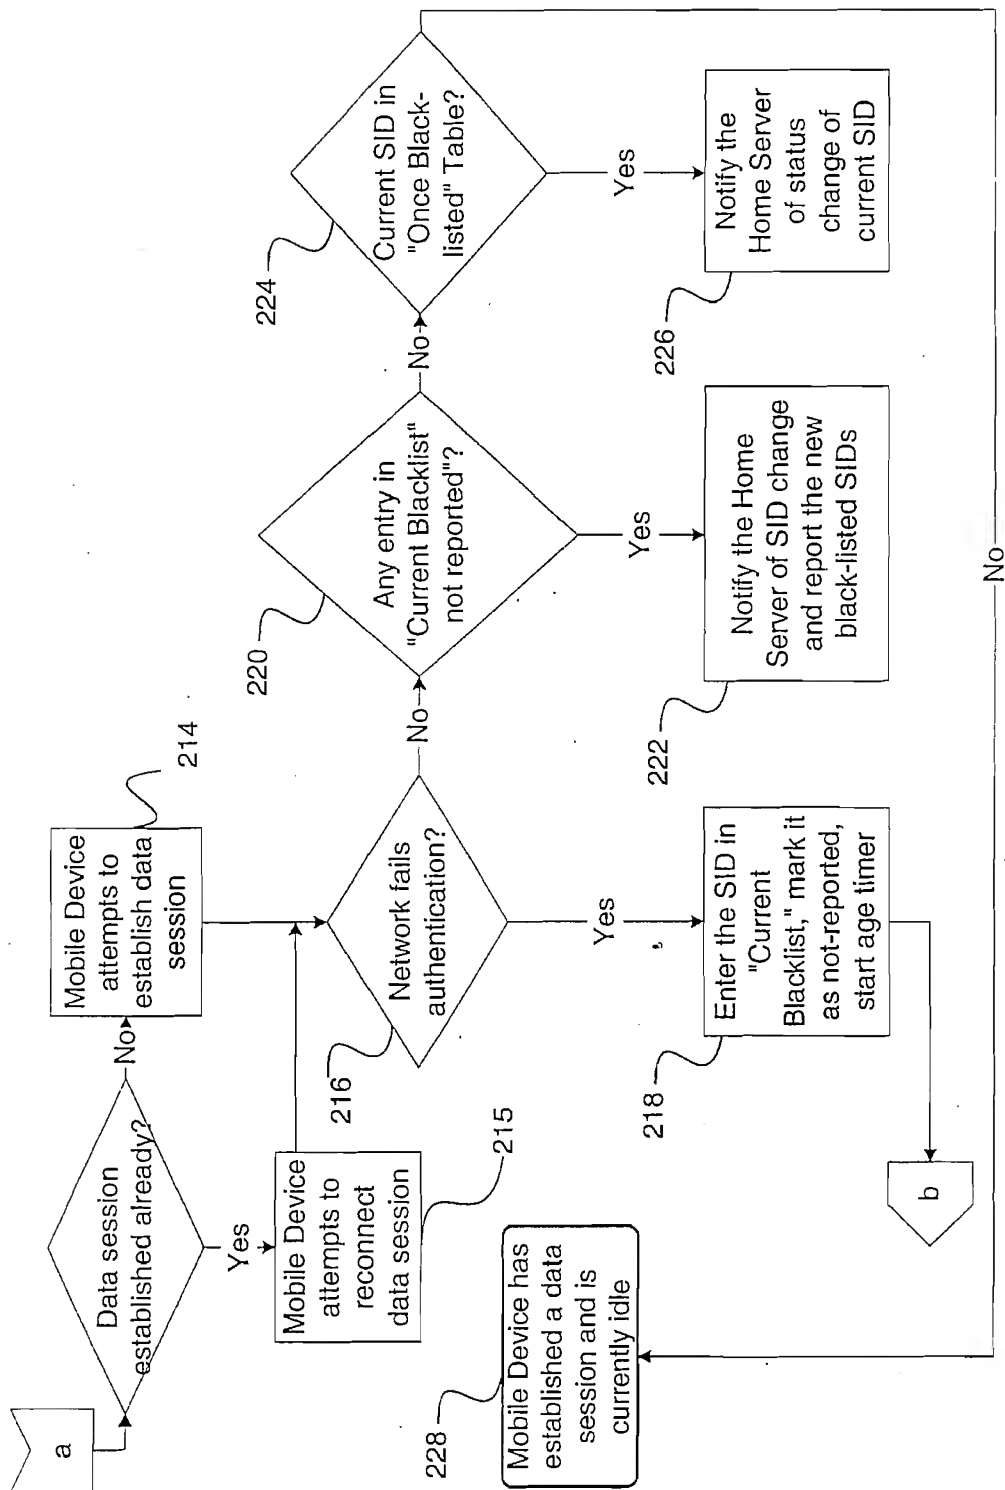 a
Data session
established already?
No
Mobile Device
attempts to
establish data
session
214
Yes
Mobile Device
attempts to
reconnect
data session
215
216
Network fails
authentication?
No
Yes
218
Enter the SID in
"Current
Blacklist," mark it
as not-reported,
start age timer
b
220
Any entry in
"Current Blacklist"
not reported"?
No
Yes
222
Notify the Home
Server of SID change
and report the new
black-listed SIDs
224
Current SID in
"Once Black-
listed" Table?
Yes
226
Notify the
Home Server
of status
change of
current SID
No
228
Mobile Device has
established a data
session and is
currently idle